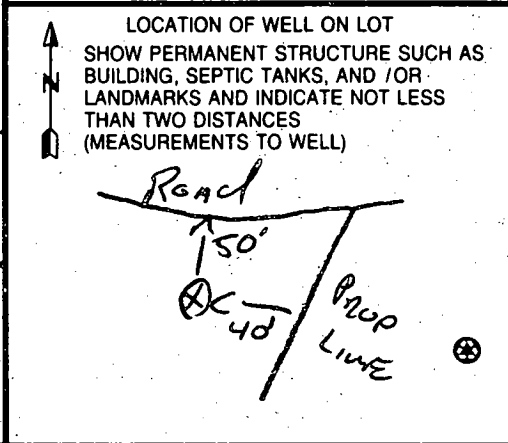 LOCATION OF WELL ON LOT
N
SHOW PERMANENT STRUCTURE SUCH AS
BUILDING, SEPTIC TANKS, AND /OR
LANDMARKS AND INDICATE NOT LESS
THAN TWO DISTANCES
(MEASUREMENTS TO WELL)
Road
50'
40'
PROP
LINE